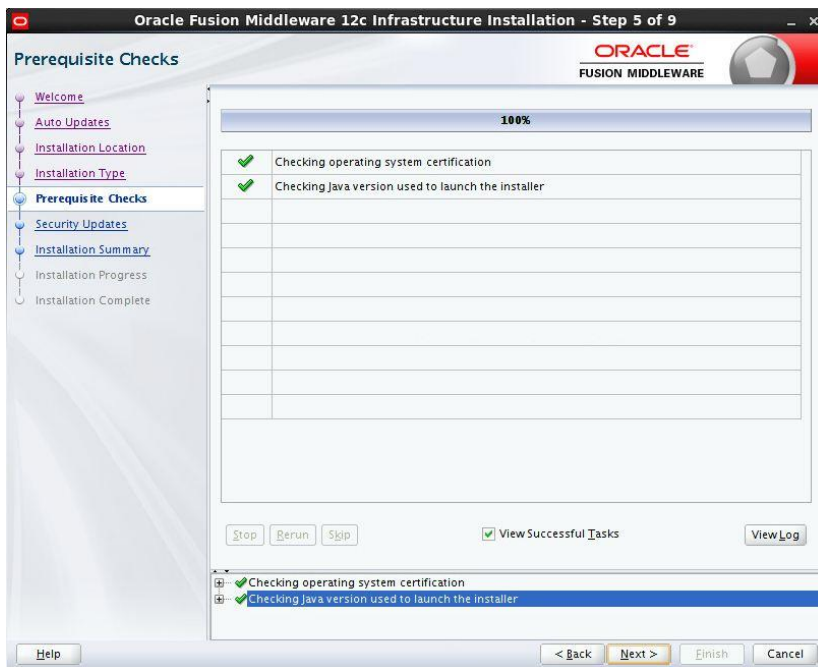 Oracle Fusion Middleware 12c Infrastructure Installation - Step 5 of 9
Prerequisite Checks
ORACLE
FUSION MIDDLEWARE
Welcome
Auto Updates
Installation Location
Installation Type
Prerequisite Checks
Security Updates
Installation Summary
Installation Progress
Installation Complete
100%
Checking operating system certification
Checking Java version used to launch the installer
Stop Rerun Skip View Successful Tasks View Log
Checking operating system certification
Checking Java version used to launch the installer
Help < Back Next > Finish Cancel